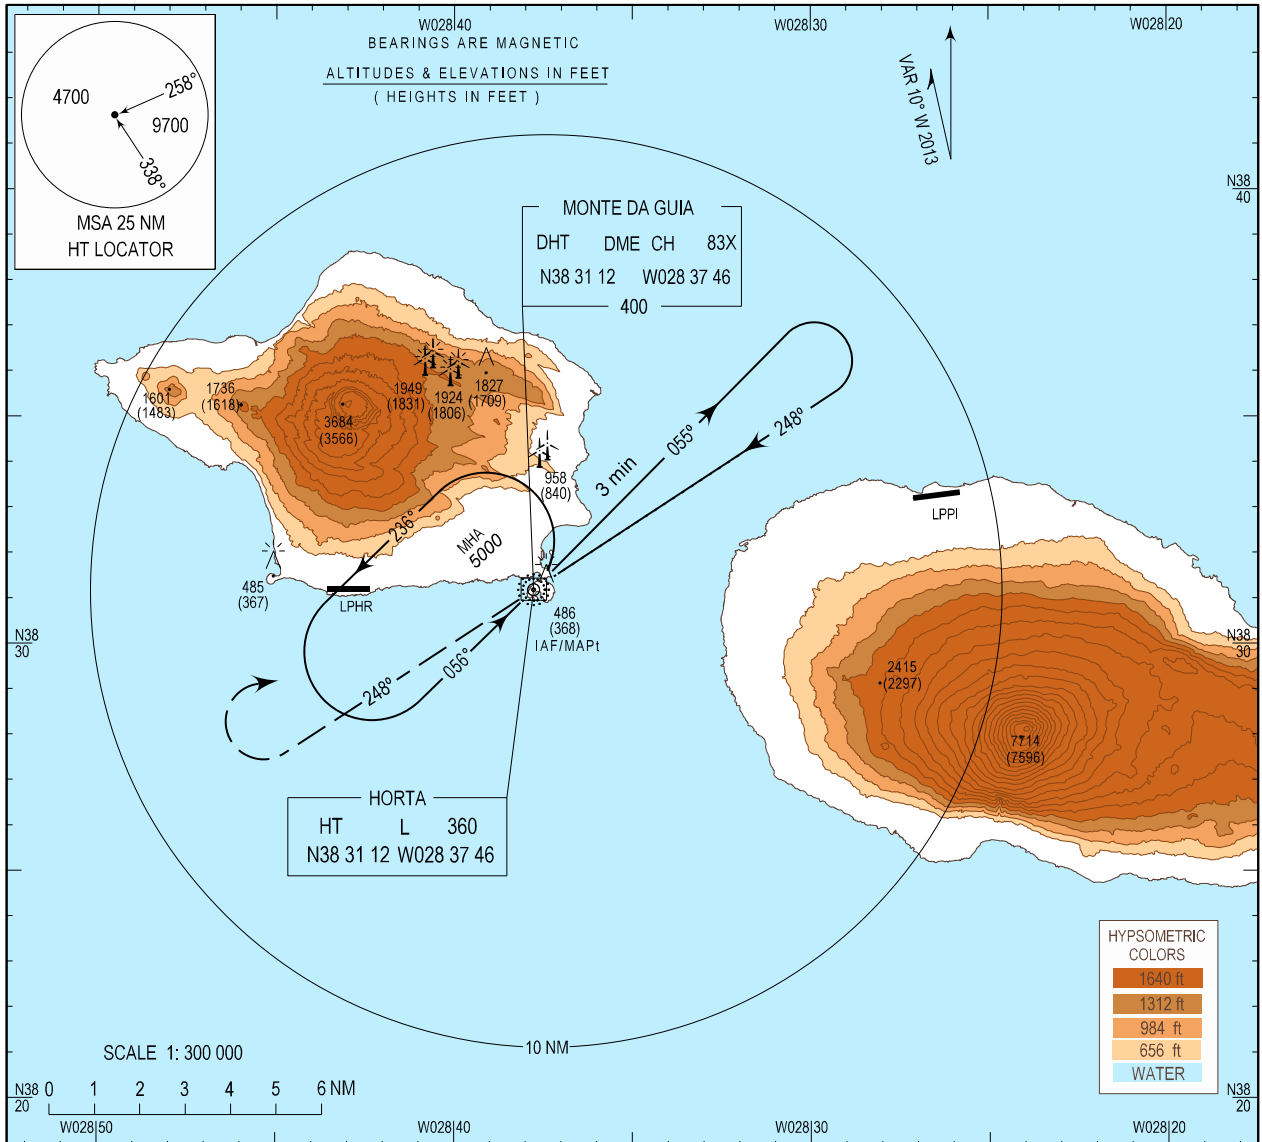 W028 40
W028 30
W028 20
BEARINGS ARE MAGNETIC
ALTITUDES & ELEVATIONS IN FEET
( HEIGHTS IN FEET )
4700
258°
9700
338°
MSA 25 NM
HT LOCATOR
VAR 10° W 2013
N38
40
MONTE DA GUIA
DHT DME CH 83X
N38 31 12 W028 37 46
400
1601
(1483)
1736
(1618)
3684
(3566)
1949
(1831)
1924
(1806)
1827
(1709)
958
(840)
3 min
055º
248º
236°
MHA
5000
LPPI
485
(367)
LPHR
486
(368)
IAF/MAPt
N38
30
N38
30
248º
056°
2415
(2297)
7714
(7596)
HORTA
HT L 360
N38 31 12 W028 37 46
HYPSOMETRIC
COLORS
1640 ft
1312 ft
984 ft
656 ft
WATER
10 NM
SCALE 1: 300 000
0 1 2 3 4 5 6 NM
N38
20
N38
20
W028 50
W028 40
W028 30
W028 20